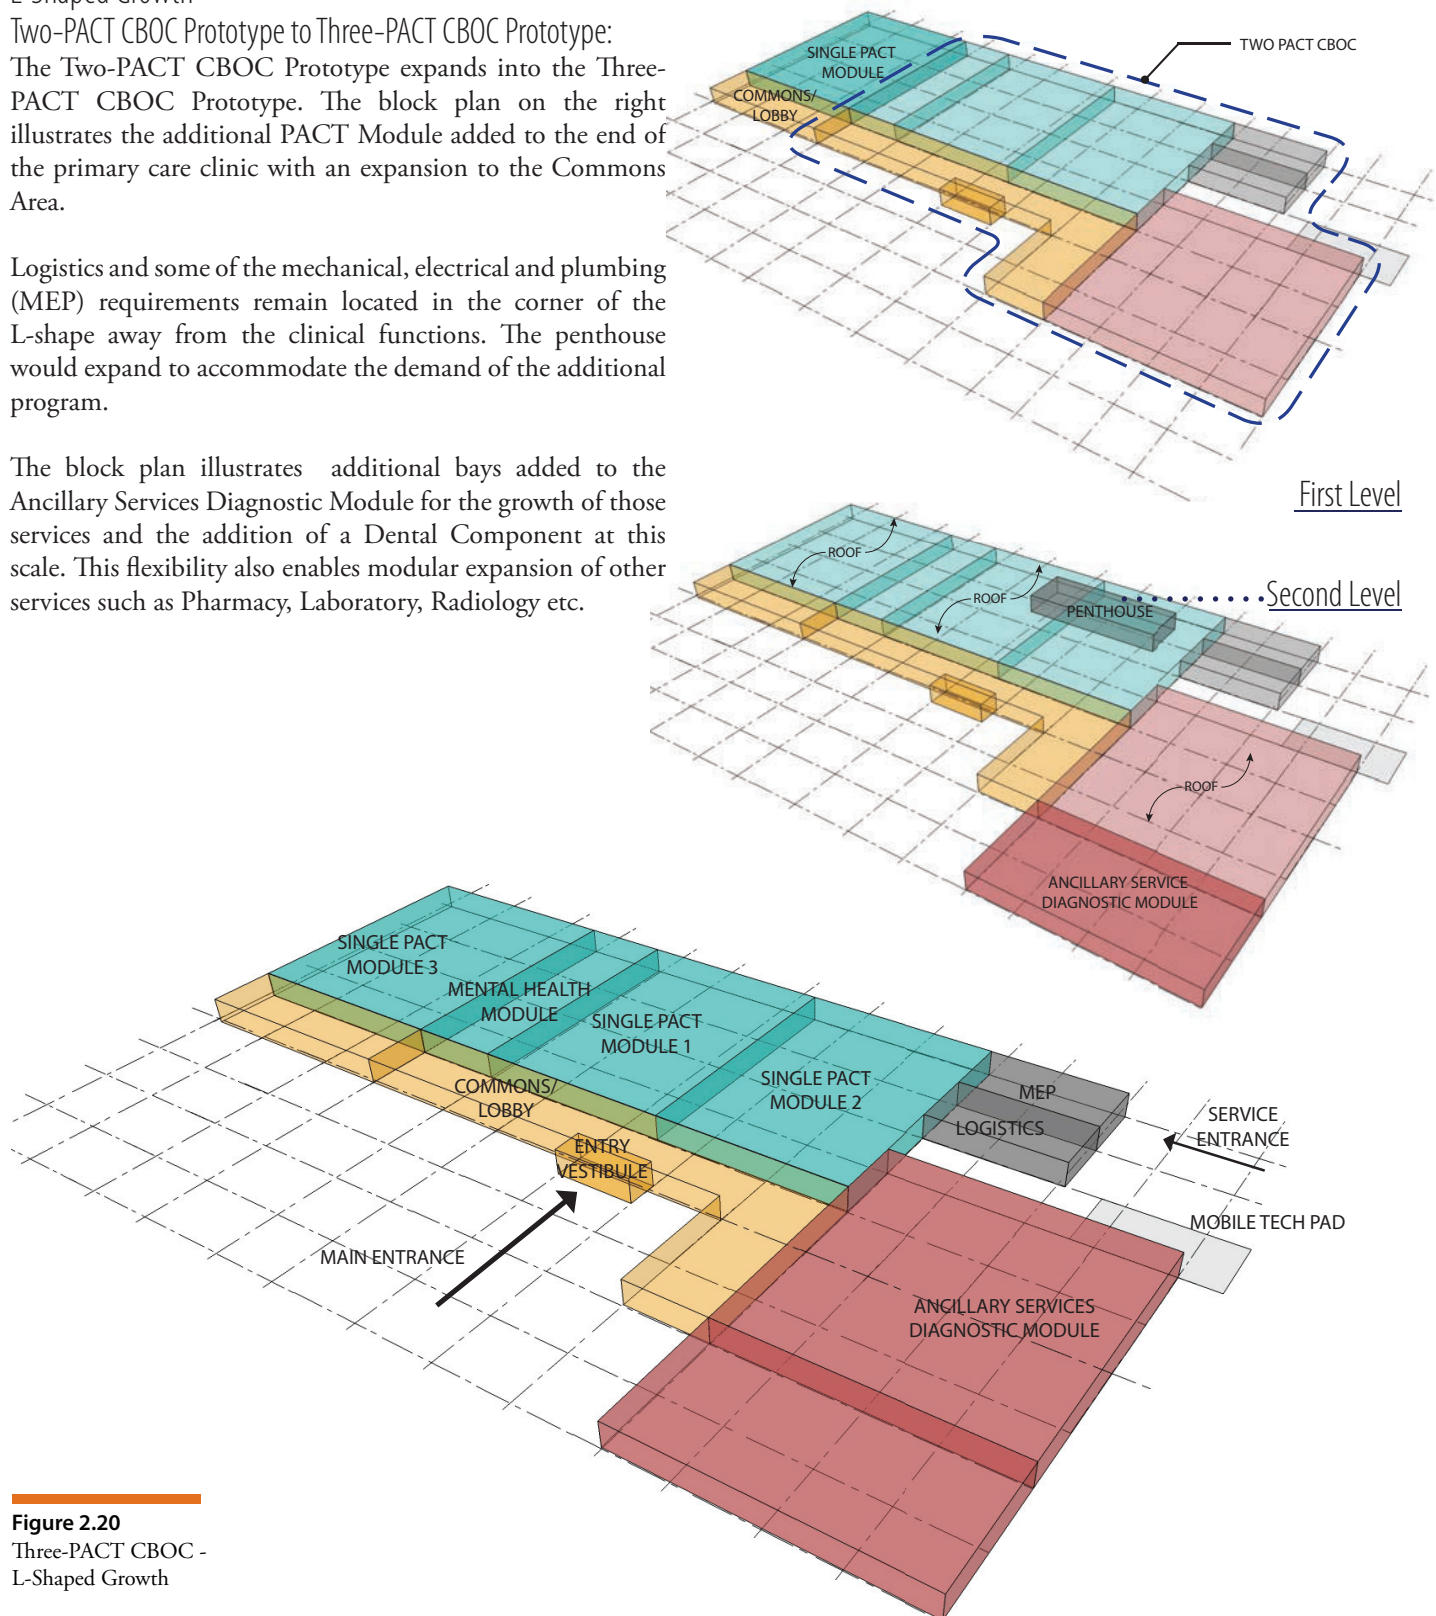 L-Shaped Growth
Two-PACT CBOC Prototype to Three-PACT CBOC Prototype:
The Two-PACT CBOC Prototype expands into the Three-
PACT CBOC Prototype. The block plan on the right
illustrates the additional PACT Module added to the end of
the primary care clinic with an expansion to the Commons
Area.
Logistics and some of the mechanical, electrical and plumbing
(MEP) requirements remain located in the corner of the
L-shape away from the clinical functions. The penthouse
would expand to accommodate the demand of the additional
program.
The block plan illustrates additional bays added to the
Ancillary Services Diagnostic Module for the growth of those
services and the addition of a Dental Component at this
scale. This flexibility also enables modular expansion of other
services such as Pharmacy, Laboratory, Radiology etc.
TWO PACT CBOC
SINGLE PACT
MODULE
COMMONS/
LOBBY
First Level
ROOF
ROOF
PENTHOUSE
Second Level
ROOF
ANCILLARY SERVICE
DIAGNOSTIC MODULE
SINGLE PACT
MODULE 3
MENTAL HEALTH
MODULE
SINGLE PACT
MODULE 1
SINGLE PACT
MODULE 2
COMMONS/
LOBBY
ENTRY
VESTIBULE
MEP
LOGISTICS
SERVICE
ENTRANCE
MOBILE TECH PAD
MAIN ENTRANCE
ANCILLARY SERVICES
DIAGNOSTIC MODULE
Figure 2.20
Three-PACT CBOC -
L-Shaped Growth